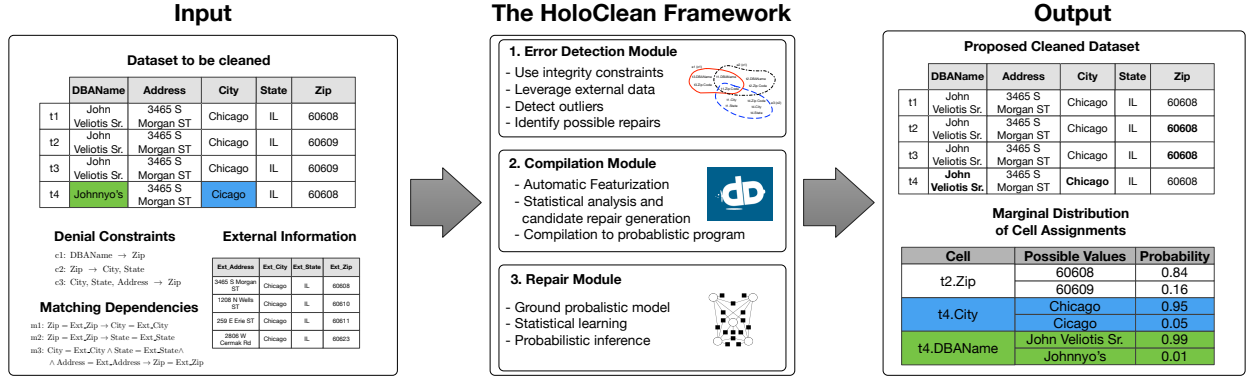 Input
Dataset to be cleaned
DBAName Address City State Zip
t1 John Veliotis Sr. 3465 S Morgan ST Chicago IL 60608
t2 John Veliotis Sr. 3465 S Morgan ST Chicago IL 60609
t3 John Veliotis Sr. 3465 S Morgan ST Chicago IL 60609
t4 Johnnyo's 3465 S Morgan ST Cicago IL 60608
Denial Constraints
c1: DBAName → Zip
c2: Zip → City, State
c3: City, State, Address → Zip
Matching Dependencies
m1: Zip = Ext_Zip → City = Ext_City
m2: Zip = Ext_Zip → State = Ext_State
m3: City = Ext_City ∧ State = Ext_State∧
∧ Address = Ext_Address → Zip = Ext_Zip
External Information
Ext_Address Ext_City Ext_State Ext_Zip
3465 S Morgan ST Chicago IL 60608
1208 N Wells ST Chicago IL 60610
259 E Erie ST Chicago IL 60611
2806 W Cermak Rd Chicago IL 60623
The HoloClean Framework
1. Error Detection Module
- Use integrity constraints
- Leverage external data
- Detect outliers
- Identify possible repairs
t4.DBAName
t4.Zip Code
2. Compilation Module
- Automatic Featurization
- Statistical analysis and
candidate repair generation
- Compilation to probablistic program
3. Repair Module
- Ground probalistic model
- Statistical learning
- Probabilistic inference
Output
Proposed Cleaned Dataset
DBAName Address City State Zip
t1 John Veliotis Sr. 3465 S Morgan ST Chicago IL 60608
t2 John Veliotis Sr. 3465 S Morgan ST Chicago IL 60608
t3 John Veliotis Sr. 3465 S Morgan ST Chicago IL 60608
t4 John Veliotis Sr. 3465 S Morgan ST Chicago IL 60608
Marginal Distribution
of Cell Assignments
Cell Possible Values Probability
t2.Zip 60608 0.84
60609 0.16
t4.City Chicago 0.95
Cicago 0.05
t4.DBAName John Veliotis Sr. 0.99
Johnnyo's 0.01